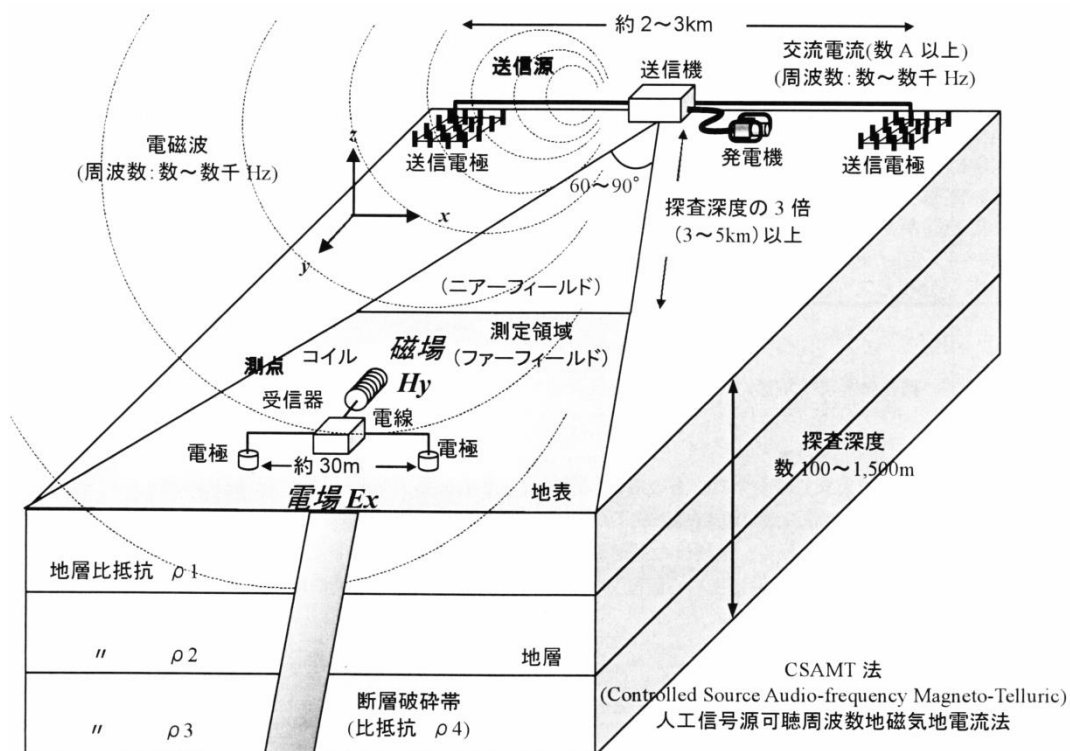 約 2～3km
送信源
送信機
交流電流(数 A 以上)
(周波数：数～数千 Hz)
電磁波
(周波数：数～数千 Hz)
z
x
y
送信電極
発電機
送信電極
60～90°
探査深度の 3 倍
(3～5km)以上
(ニアーフィールド)
測定領域
(ファーフィールド)
測点
コイル
磁場
Hy
受信器
電線
電極
約 30m
電極
電場 Ex
地表
探査深度
数 100～1,500m
地層比抵抗 ρ1
〃 ρ2
地層
〃 ρ3
断層破砕帯
(比抵抗 ρ4)
CSAMT 法
(Controlled Source Audio-frequency Magneto-Telluric)
人工信号源可聴周波数地磁気地電流法